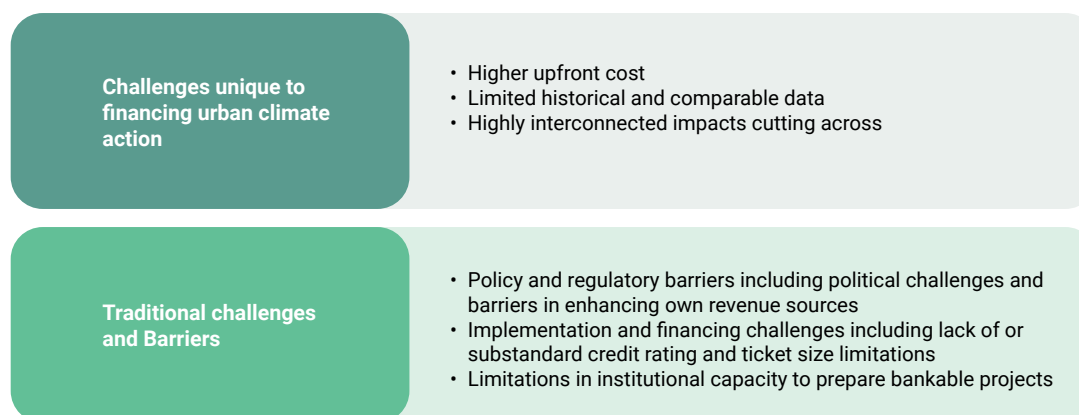 Challenges unique to
financing urban climate
action
• Higher upfront cost
• Limited historical and comparable data
• Highly interconnected impacts cutting across
Traditional challenges
and Barriers
• Policy and regulatory barriers including political challenges and
barriers in enhancing own revenue sources
• Implementation and financing challenges including lack of or
substandard credit rating and ticket size limitations
• Limitations in institutional capacity to prepare bankable projects